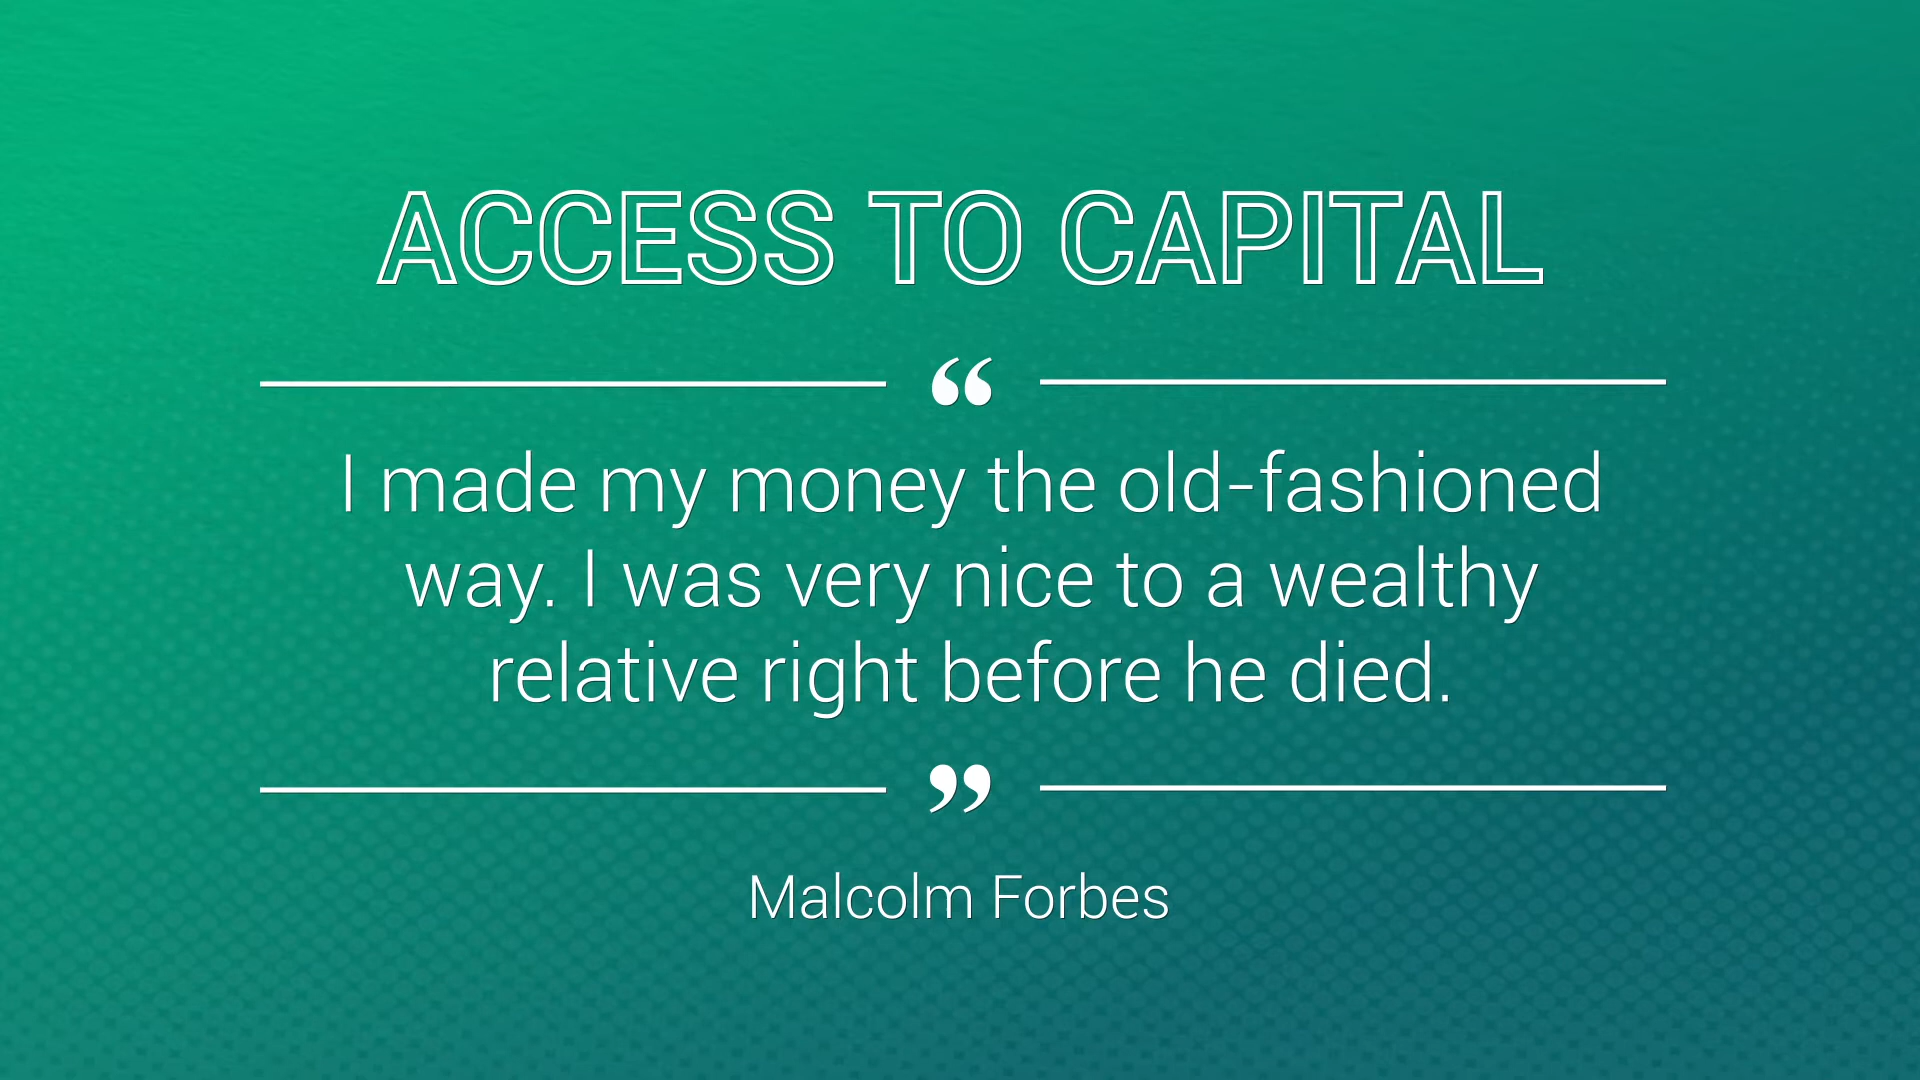 ACCESS TO CAPITAL
“
I made my money the old-fashioned
way. I was very nice to a wealthy
relative right before he died.
”
Malcolm Forbes